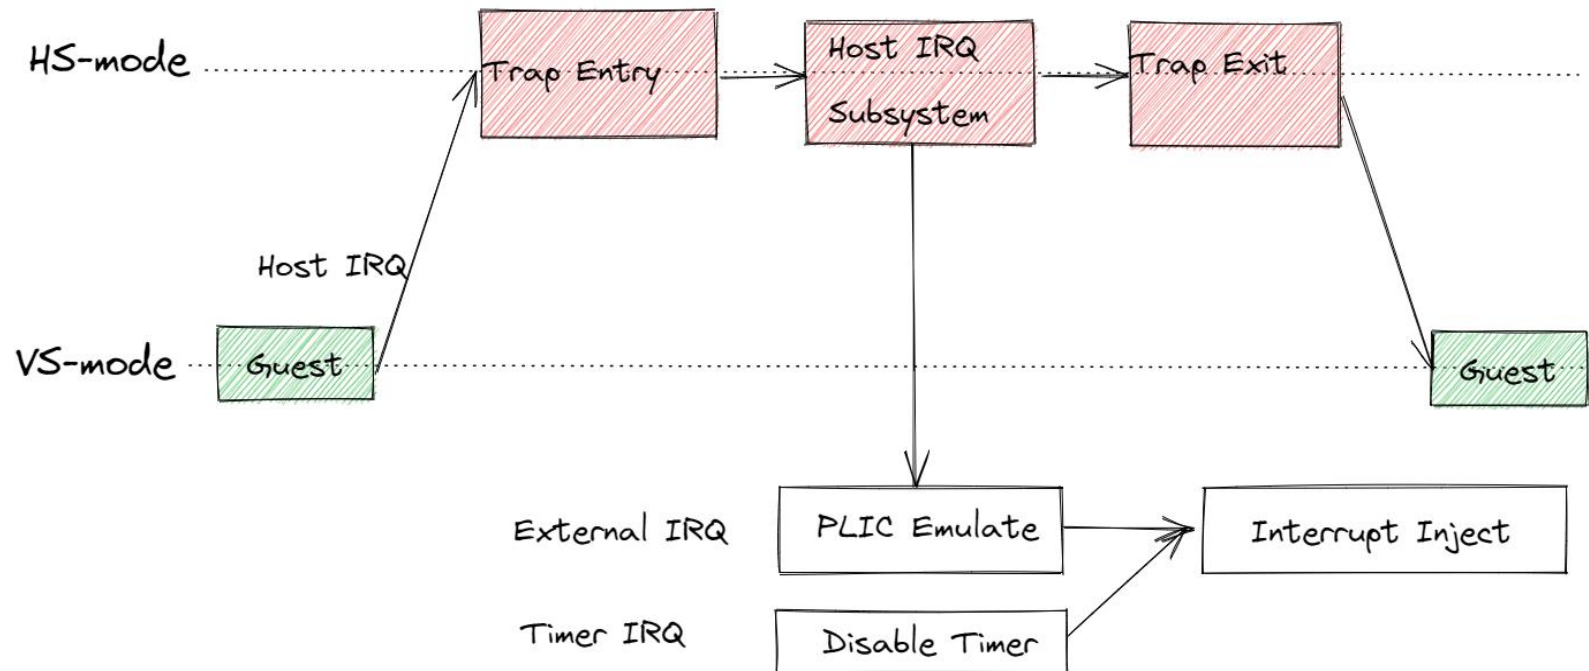 HS-mode
Trap Entry
Host IRQ
Subsystem
Trap Exit
Host IRQ
VS-mode
Guest
Guest
External IRQ
PLIC Emulate
Interrupt Inject
Timer IRQ
Disable Timer